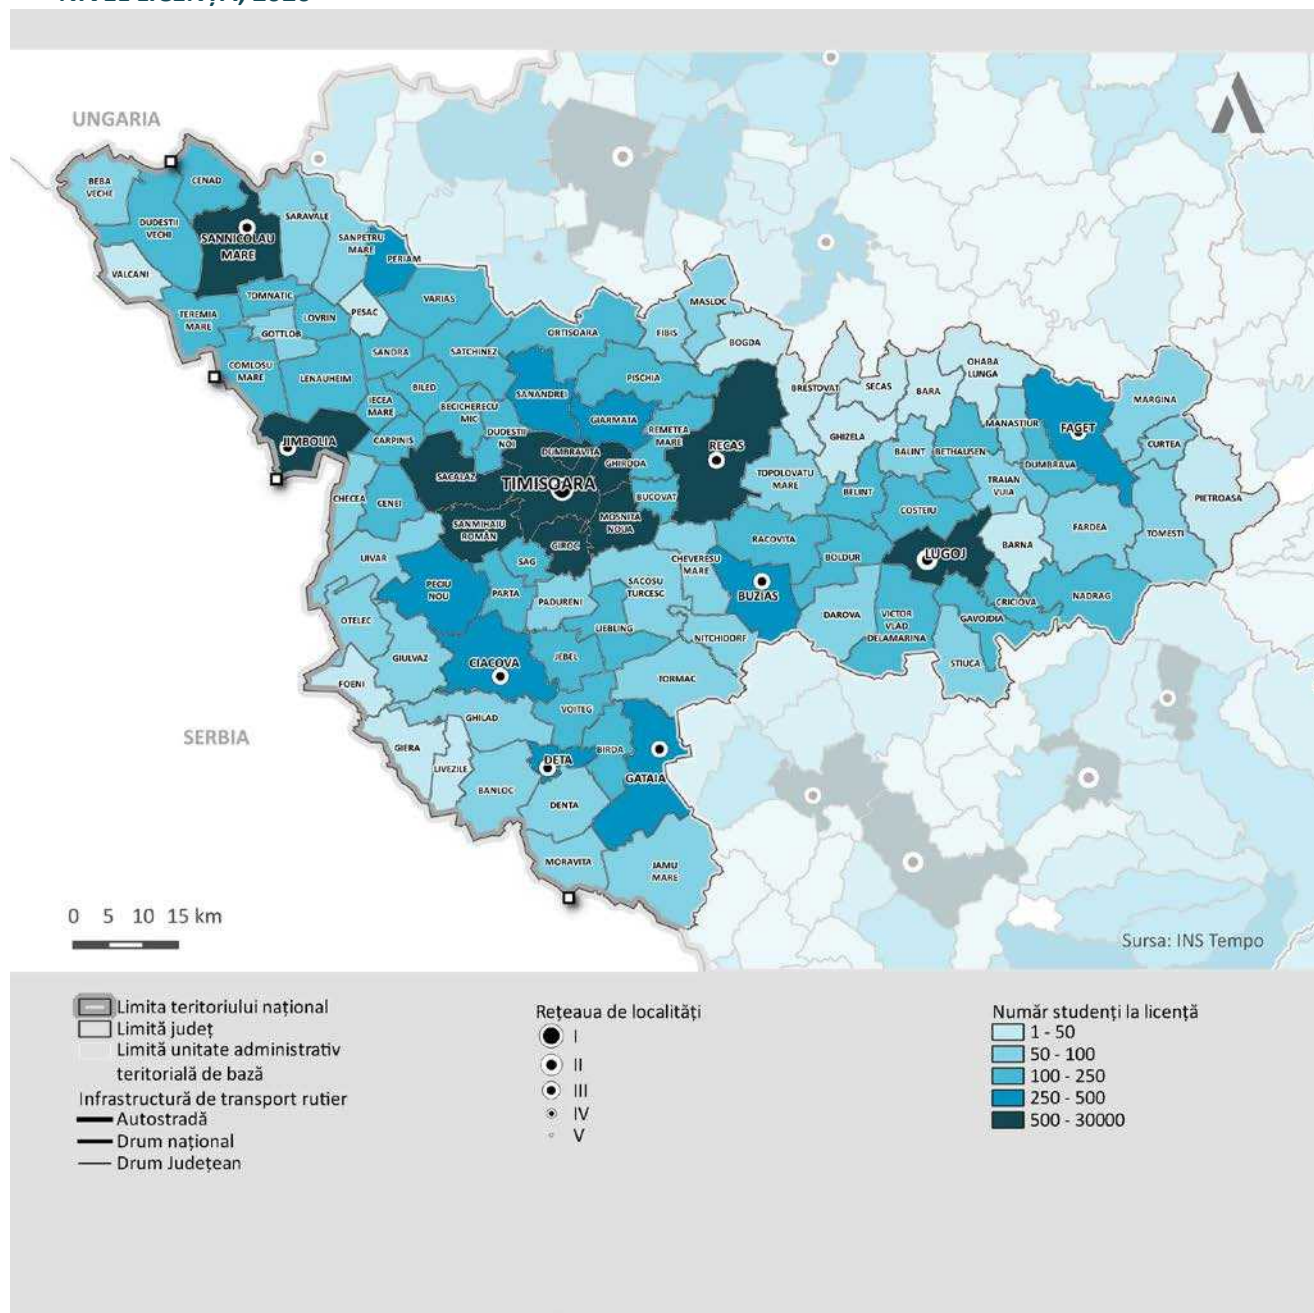 UNGARIA
BEBA
VECHE
CENAD
DUDESTII
VECHI
SANNICOLAU
MARE
SARAVALE
SANPETRU
MARE
PERIAM
VALCANI
TOMNATIC
TEREMIA
MARE
LOVRIN
PESAC
GOTTLOB
VARIAS
MASLOC
ORTISOARA
FIBIS
BOGDA
COMLOSU
MARE
LENAUHEIM
SANDRA
SATCHINEZ
PISCHIA
BILED
SANANDREI
IECEA
MARE
BECICHERECU
MIC
GIARMATA
BRESTOVAT
SECAS
BARA
OHABA
LUNGA
MARGINA
JIMBOLIA
CARPINIS
DUDESTII
NOI
DUMBRAVITA
REMETEA
MARE
RECAS
GHIZELA
MANASTIUR
FAGET
CURTEA
SACALAZ
GHIRODA
TIMISOARA
BUCOVAT
TOPOLOVATU
MARE
BALINT
BETHAUSEN
DUMBRAVA
CHECEA
CENEI
BELINT
TRAIAN
VUIA
PIETROASA
SANMIHAIU
ROMÂN
MOSNITA
NOUA
COSTEIU
FARDEA
TOMESTI
GIROC
RACOVITA
LUGOJ
BARNA
UIVAR
SAG
CHEVERESU
MARE
BOLDUR
PECIU
NOU
PARTA
PADURENI
SACOSU
TURCESC
BUZIAS
NADRAG
CRICIOVA
OTELEC
LIEBLING
NITCHIDORF
DAROVA
VICTOR
VLAD
DELAMARINA
GAVOJDIA
GIULVAZ
CIACOVA
JEBEL
STIUCA
FOENI
TORMAC
GHILAD
VOITEG
SERBIA
GIERA
LIVEZILE
DETA
BIRDA
GATAIA
BANLOC
DENTA
MORAVITA
JAMU
MARE
0 5 10 15 km
Sursa: INS Tempo
Limita teritoriului național
Limită județ
Limită unitate administrativ
teritorială de bază
Infrastructură de transport rutier
Autostradă
Drum național
Drum Județean
Rețeaua de localități
I
II
III
IV
V
Număr studenți la licență
1 - 50
50 - 100
100 - 250
250 - 500
500 - 30000